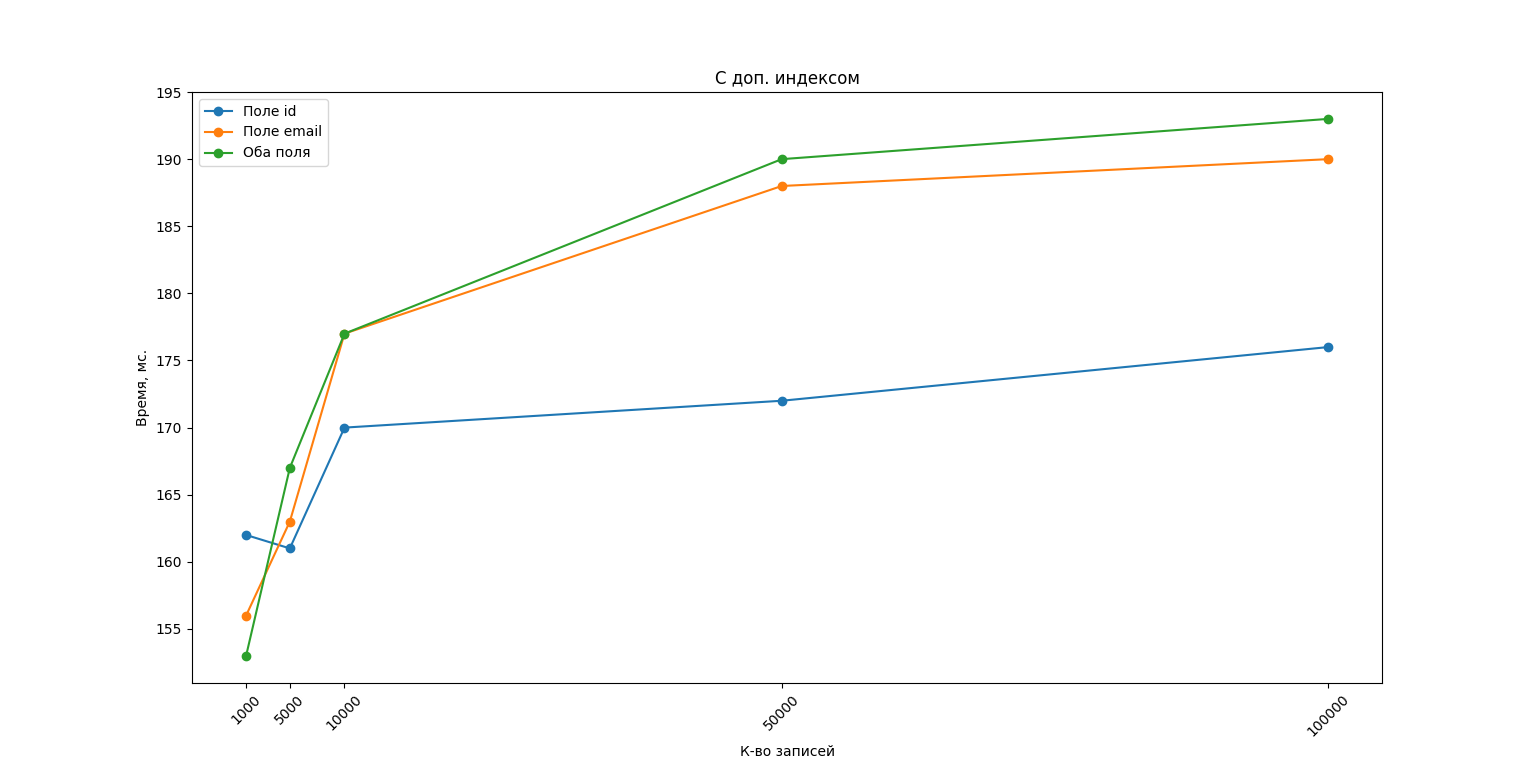 С доп. индексом
Поле id
Поле email
Оба поля
195
190
185
180
175
170
165
160
155
Время, мс.
1000
5000
10000
50000
100000
К-во записей